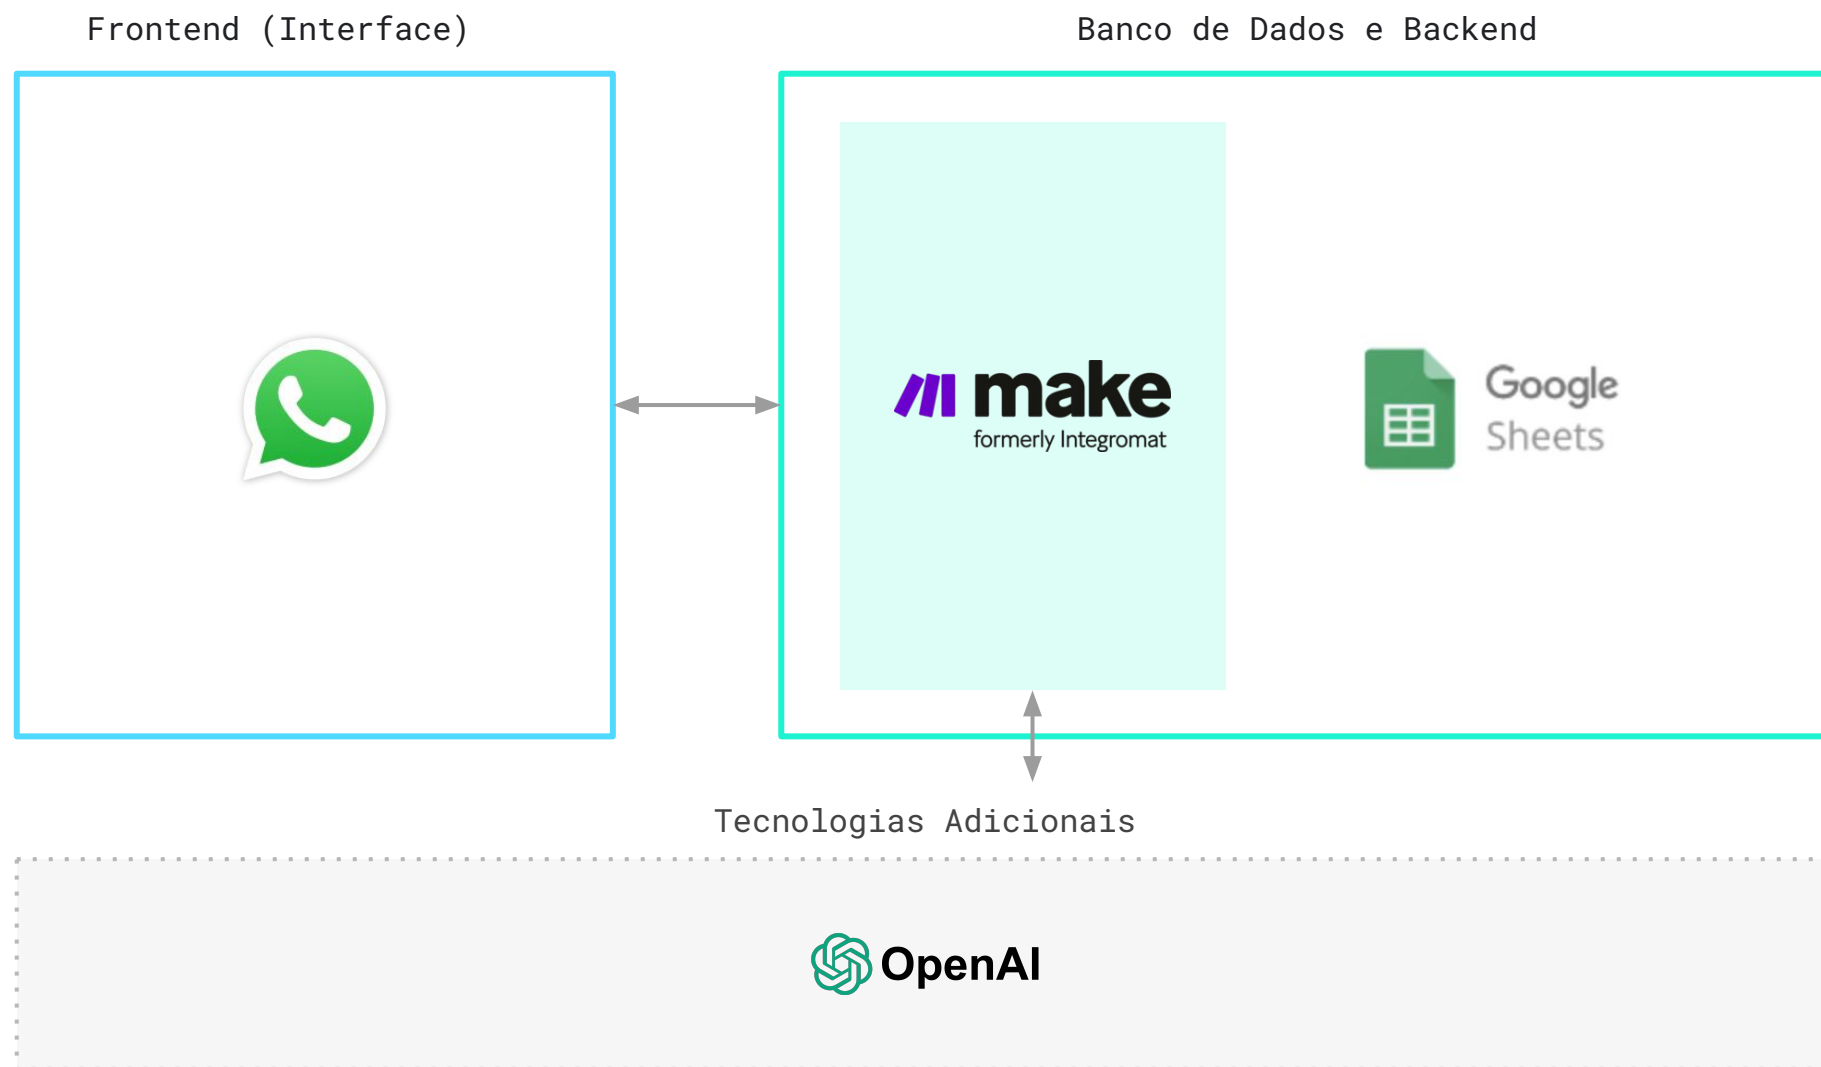 Frontend (Interface)
Banco de Dados e Backend
make
formerly Integromat
Google
Sheets
Tecnologias Adicionais
OpenAI